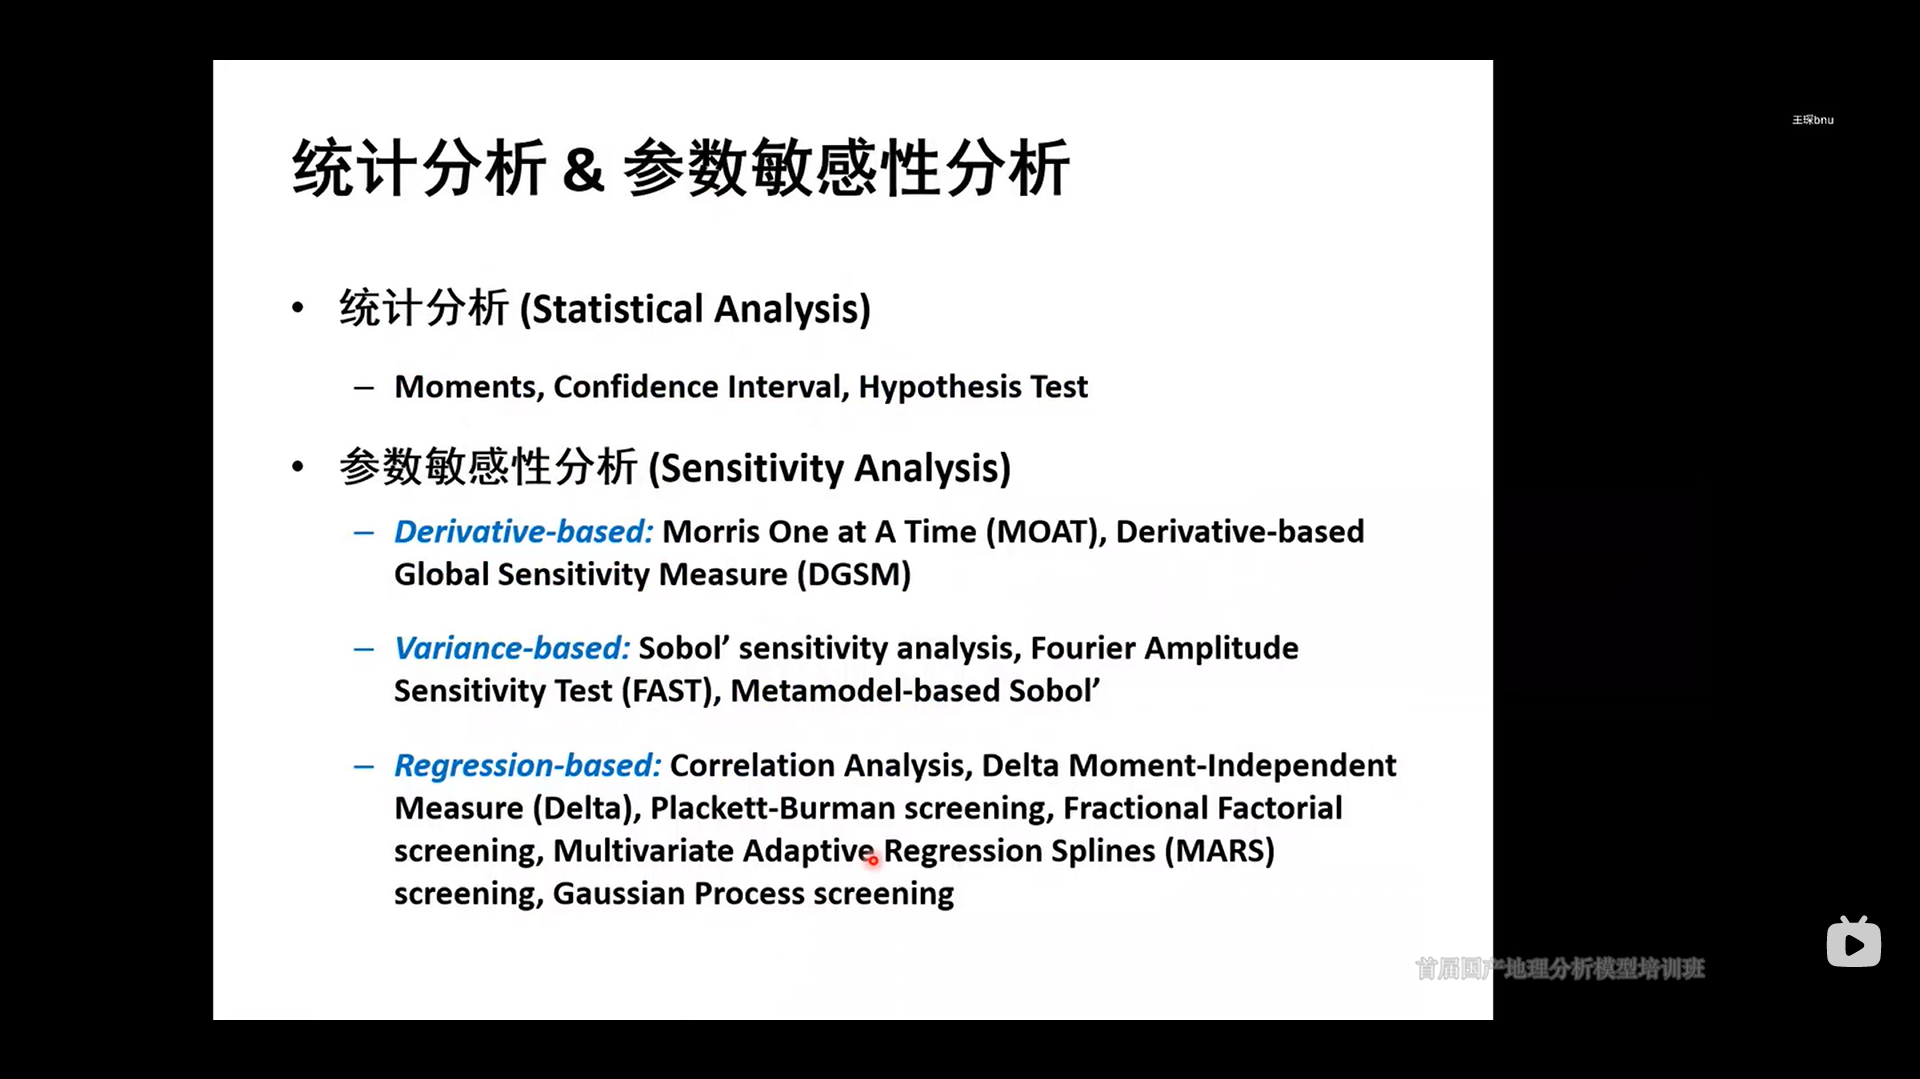 王琛bnu
统计分析 & 参数敏感性分析
• 统计分析 (Statistical Analysis)
– Moments, Confidence Interval, Hypothesis Test
• 参数敏感性分析 (Sensitivity Analysis)
– Derivative-based: Morris One at A Time (MOAT), Derivative-based
Global Sensitivity Measure (DGSM)
– Variance-based: Sobol’ sensitivity analysis, Fourier Amplitude
Sensitivity Test (FAST), Metamodel-based Sobol’
– Regression-based: Correlation Analysis, Delta Moment-Independent
Measure (Delta), Plackett-Burman screening, Fractional Factorial
screening, Multivariate Adaptive Regression Splines (MARS)
screening, Gaussian Process screening
首届国产地理分析模型培训班